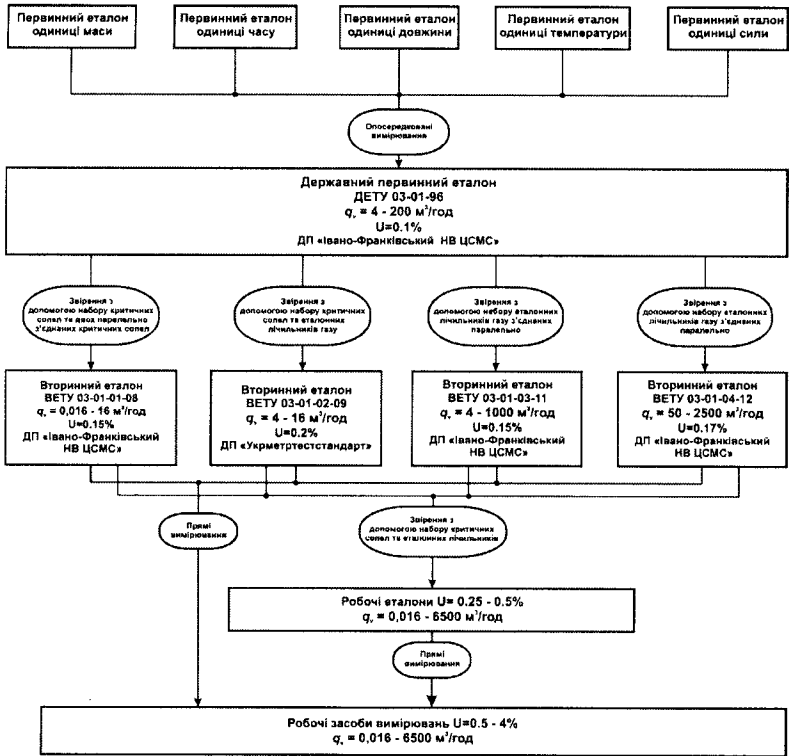 Первинний еталон
одиниці маси
Первинний еталон
одиниці часу
Первинний еталон
одиниці довжини
Первинний еталон
одиниці температури
Первинний еталон
одиниці сили
Опосередковані
вимірювання
Державний первинний еталон
ДЕТУ 03-01-96
qᵥ = 4 - 200 м³/год
U=0.1%
ДП «Івано-Франківський НВ ЦСМС»
Звірення з
допомогою набору критичних
сопел та двох паралельно
з'єднаних критичних сопел
Звірення з
допомогою набору критичних
сопел та еталонних
лічильників газу
Звірення з
допомогою набору еталонних
лічильників газу з'єднаних
паралельно
Звірення з
допомогою набору еталонних
лічильників газу з'єднаних
паралельно
Вторинний еталон
ВЕТУ 03-01-01-08
qᵥ = 0,016 - 16 м³/год
U=0.15%
ДП «Івано-Франківський
НВ ЦСМС»
Вторинний еталон
ВЕТУ 03-01-02-09
qᵥ = 4 - 16 м³/год
U=0.2%
ДП «Укрметртестстандарт»
Вторинний еталон
ВЕТУ 03-01-03-11
qᵥ = 4 - 1000 м³/год
U=0.15%
ДП «Івано-Франківський
НВ ЦСМС»
Вторинний еталон
ВЕТУ 03-01-04-12
qᵥ = 50 - 2500 м³/год
U=0.17%
ДП «Івано-Франківський
НВ ЦСМС»
Прямі
вимірювання
Звірення з
допомогою набору критичних
сопел та еталонних лічильників
Робочі еталони U= 0.25 - 0.5%
qᵥ = 0,016 - 6500 м³/год
Прямі
вимірювання
Робочі засоби вимірювань U=0.5 - 4%
qᵥ = 0,016 - 6500 м³/год